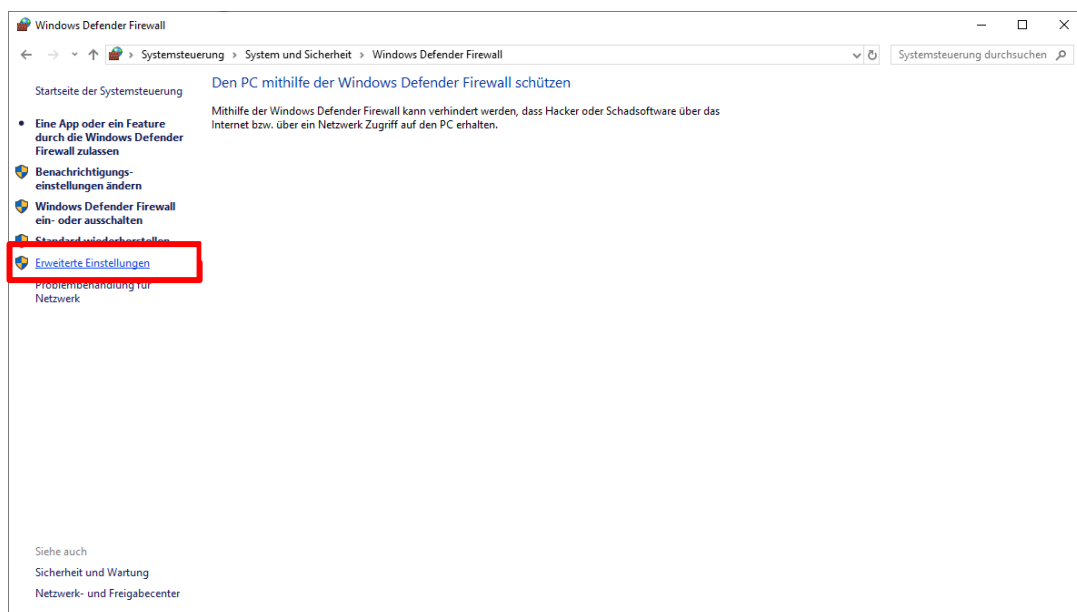 Windows Defender Firewall
Systemsteuerung > System und Sicherheit > Windows Defender Firewall
Systemsteuerung durchsuchen
Startseite der Systemsteuerung
Eine App oder ein Feature
durch die Windows Defender
Firewall zulassen
Benachrichtigungs-
einstellungen ändern
Windows Defender Firewall
ein- oder ausschalten
Standard wiederherstellen
Erweiterte Einstellungen
Problembehandlung für
Netzwerk
Den PC mithilfe der Windows Defender Firewall schützen
Mithilfe der Windows Defender Firewall kann verhindert werden, dass Hacker oder Schadsoftware über das
Internet bzw. über ein Netzwerk Zugriff auf den PC erhalten.
Siehe auch
Sicherheit und Wartung
Netzwerk- und Freigabecenter